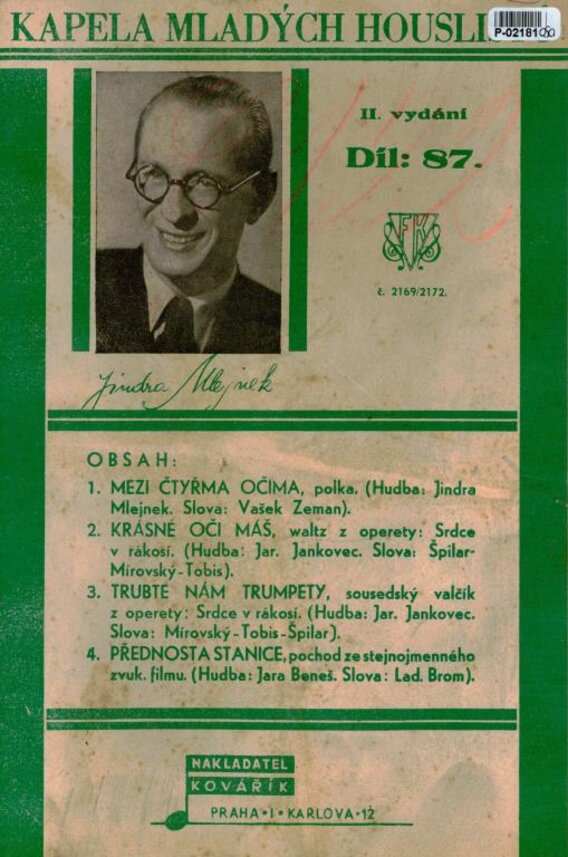 KAPELA MLADÝCH
P-02181
II. vydání
Díl: 87.
FKV
č. 2169/2172.
Jindra Mlejnek
OBSAH:
1. MEZI ČTYŘMA OČIMA, polka. (Hudba: Jindra
Mlejnek. Slova: Vašek Zeman).
2. KRÁSNÉ OČI MÁŠ, waltz z operety: Srdce
v rákosí. (Hudba: Jar. Jankovec. Slova: Špilar-
Mírovský-Tobis).
3. TRUBTE NÁM TRUMPETY, sousedský valčík
z operety: Srdce v rákosí. (Hudba: Jar. Jankovec.
Slova: Mírovský-Tobis-Špilar).
4. PŘEDNOSTA STANICE, pochod ze stejnojmenného
zvuk. filmu. (Hudba: Jara Beneš. Slova: Lad. Brom).
NAKLADATEL
KOVÁŘÍK
PRAHA•I•KARLOVA•12